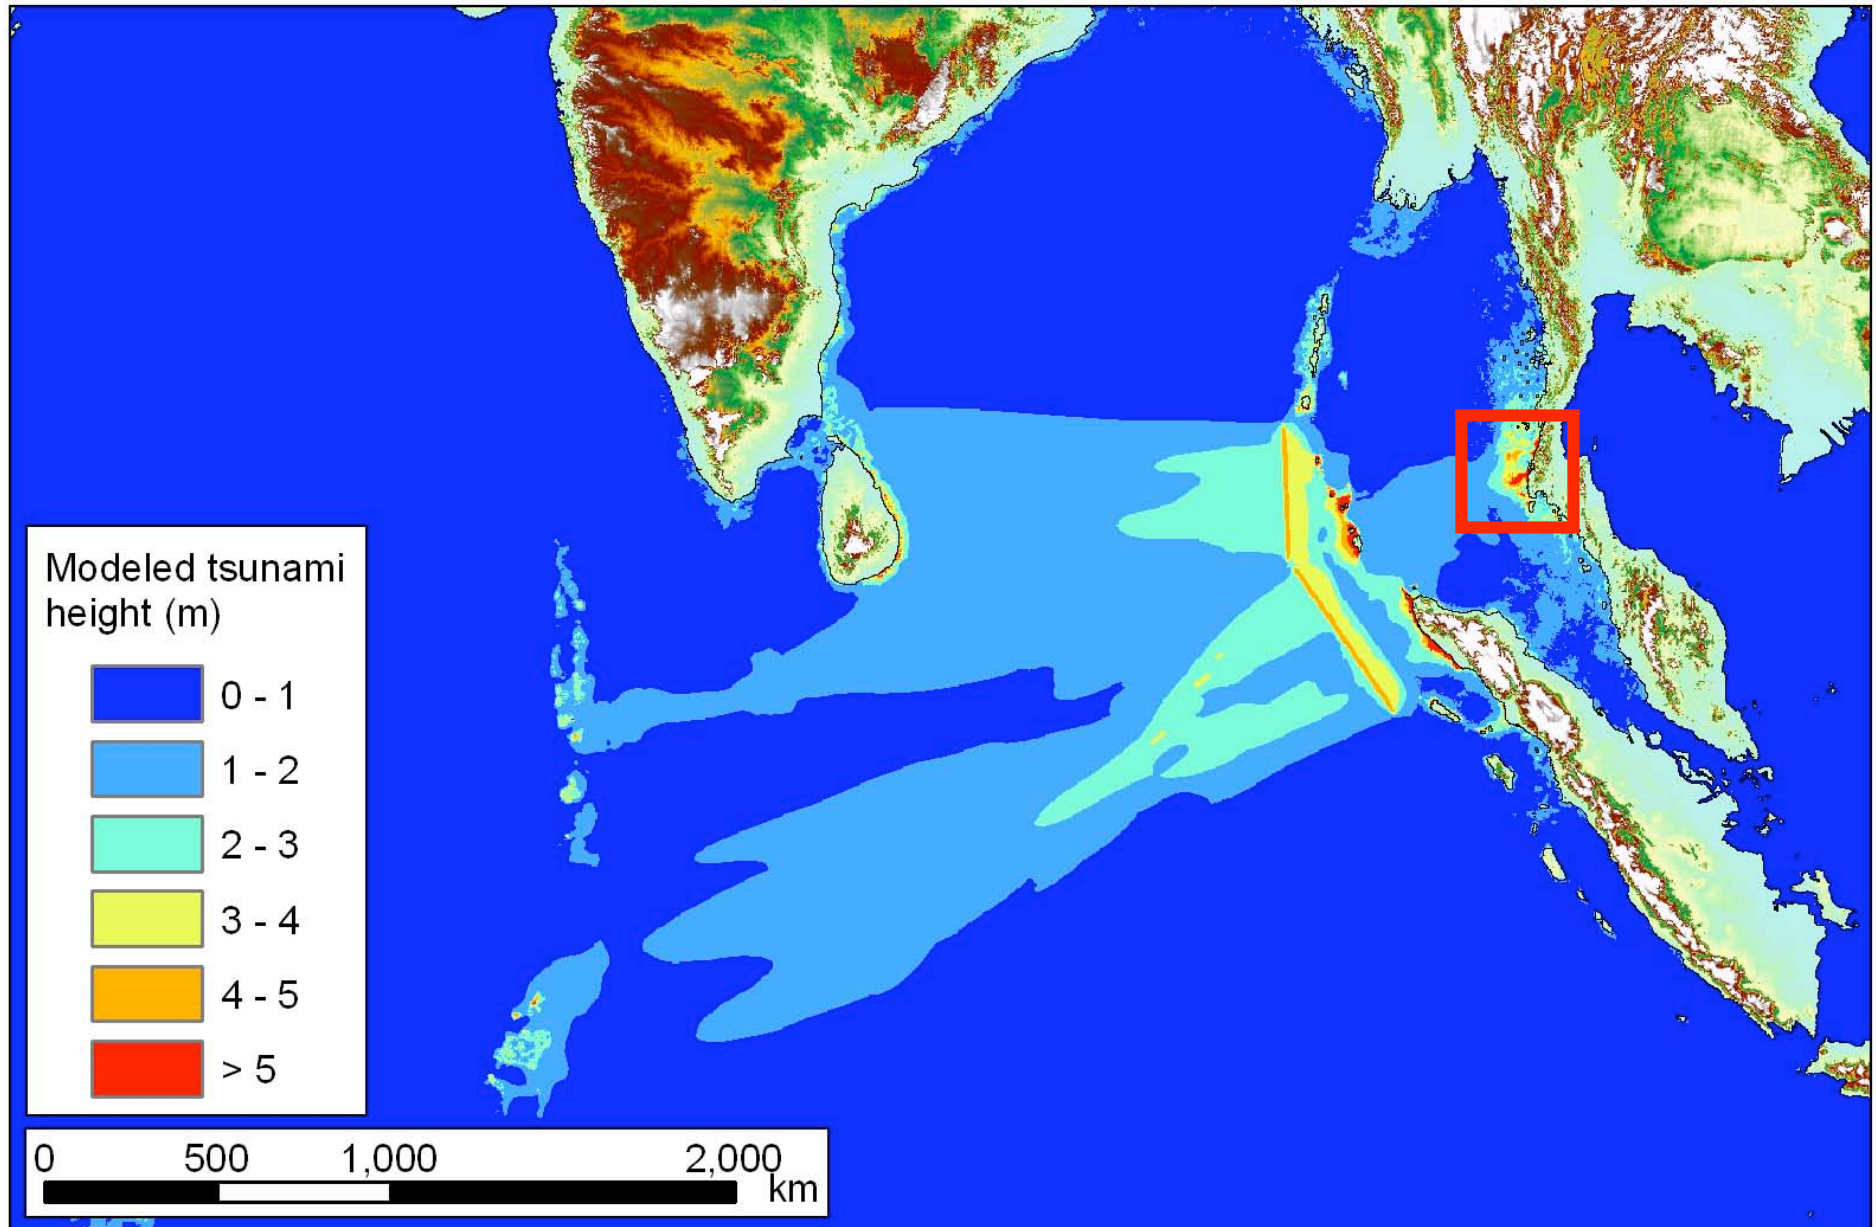 Modeled tsunami
height (m)
0 - 1
1 - 2
2 - 3
3 - 4
4 - 5
> 5
0 500 1,000 2,000
km